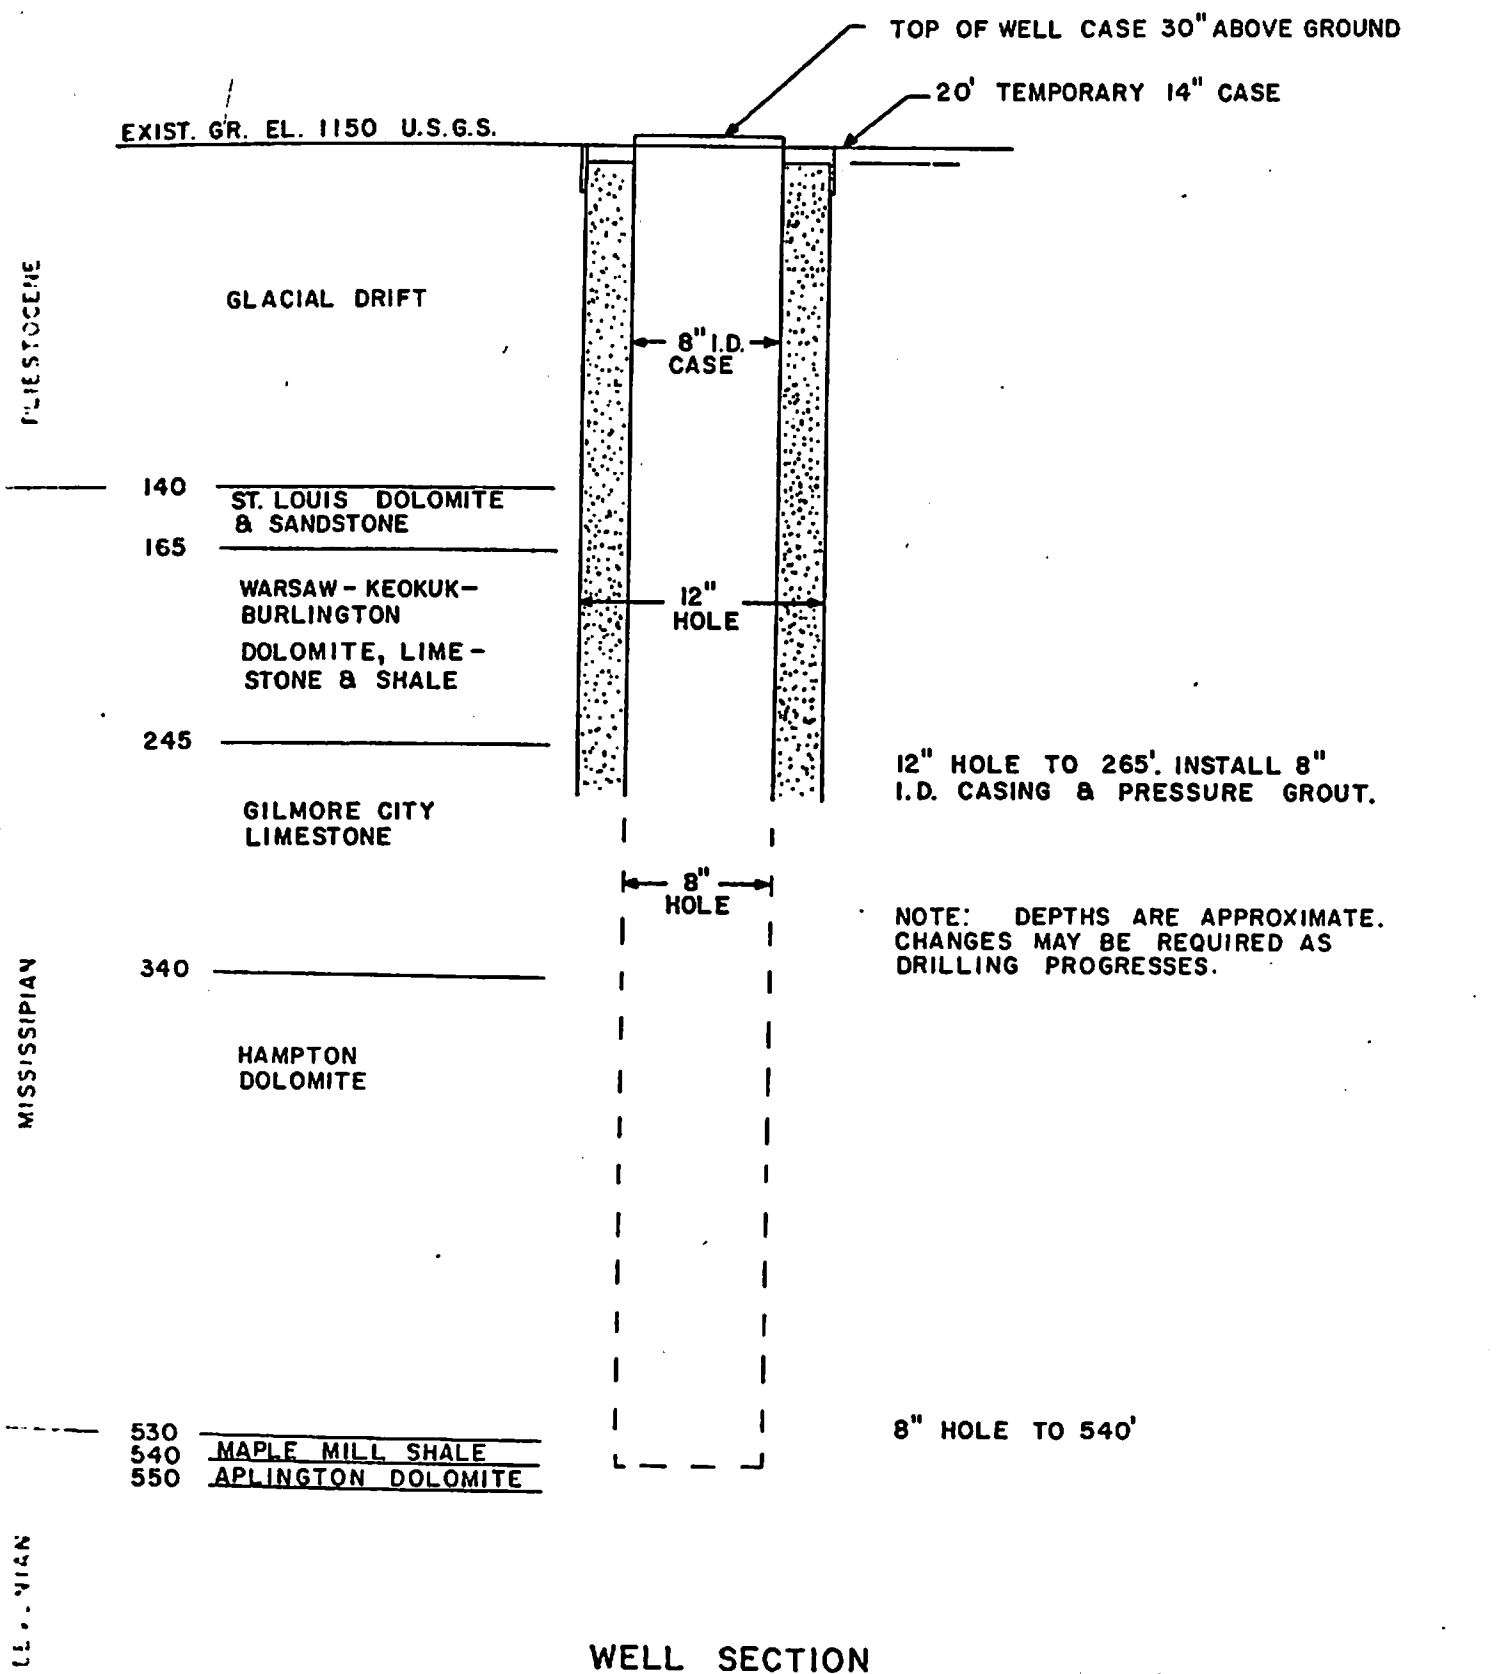 TOP OF WELL CASE 30" ABOVE GROUND
20' TEMPORARY 14" CASE
EXIST. GR. EL. 1150 U.S.G.S.
GLACIAL DRIFT
8" I.D.
CASE
140
ST. LOUIS DOLOMITE
& SANDSTONE
165
WARSAW - KEOKUK -
BURLINGTON
DOLOMITE, LIME -
STONE & SHALE
12"
HOLE
245
12" HOLE TO 265'. INSTALL 8"
I.D. CASING & PRESSURE GROUT.
GILMORE CITY
LIMESTONE
8"
HOLE
NOTE: DEPTHS ARE APPROXIMATE.
CHANGES MAY BE REQUIRED AS
DRILLING PROGRESSES.
340
MISSISSIPIAN
HAMPTON
DOLOMITE
530
540 MAPLE MILL SHALE
550 APLINGTON DOLOMITE
8" HOLE TO 540'
WELL SECTION